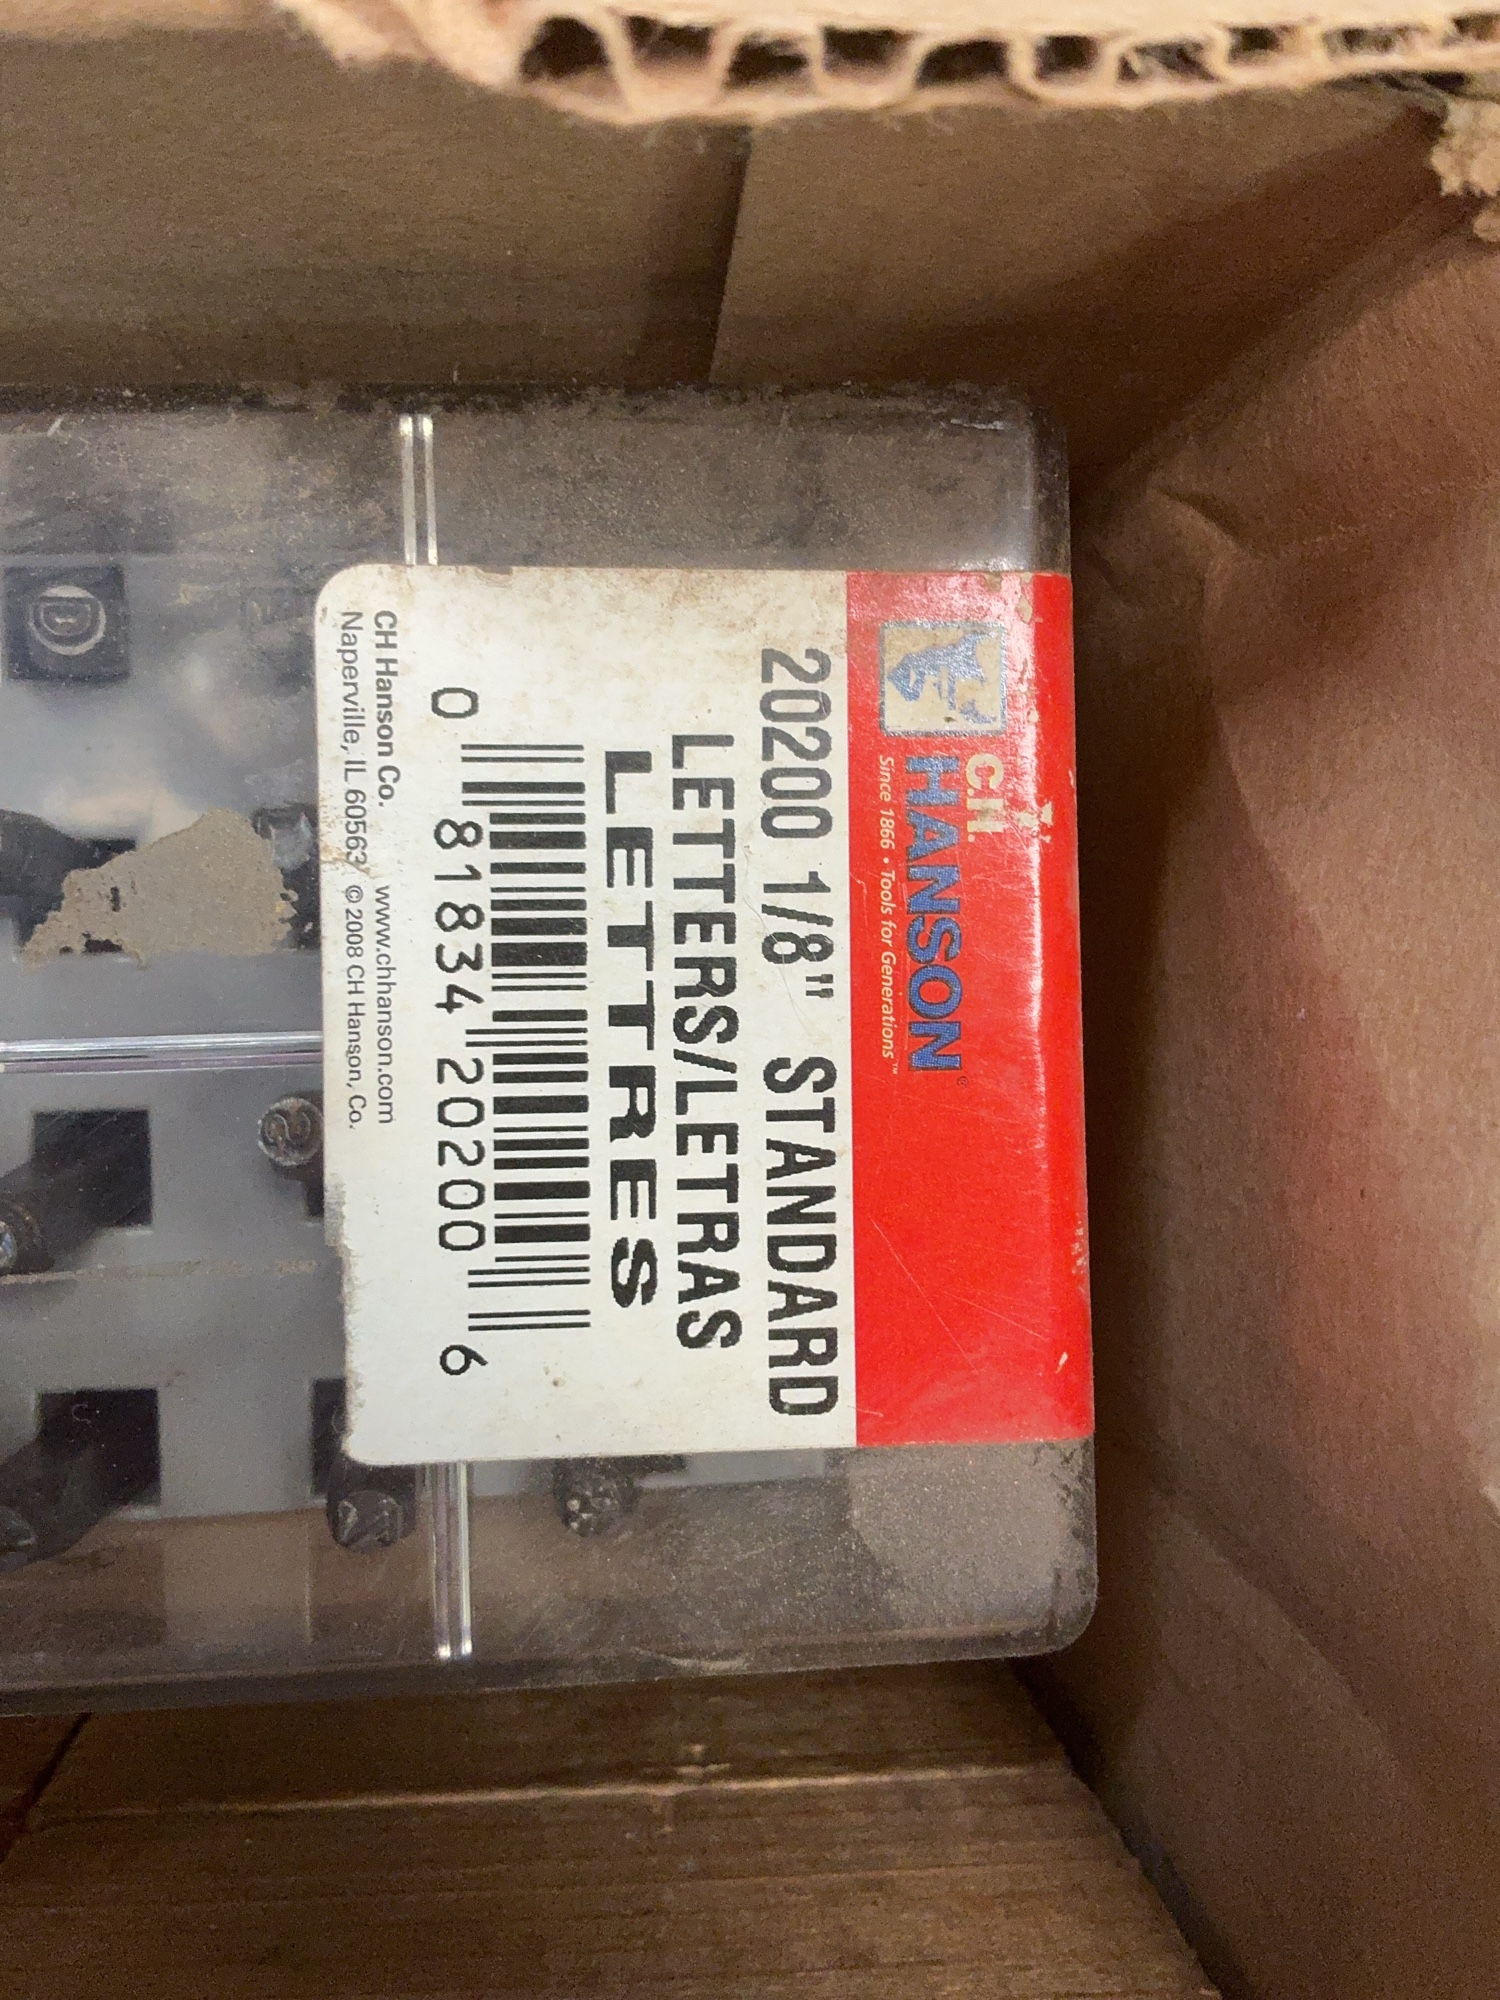 C.H.
HANSON®
Since 1866 • Tools for Generations™
20200 1/8" STANDARD
LETTERS/LETRAS
LETTRES
0 81834 20200 6
CH Hanson Co. www.chhanson.com
Naperville, IL 60563 © 2008 CH Hanson, Co.
D